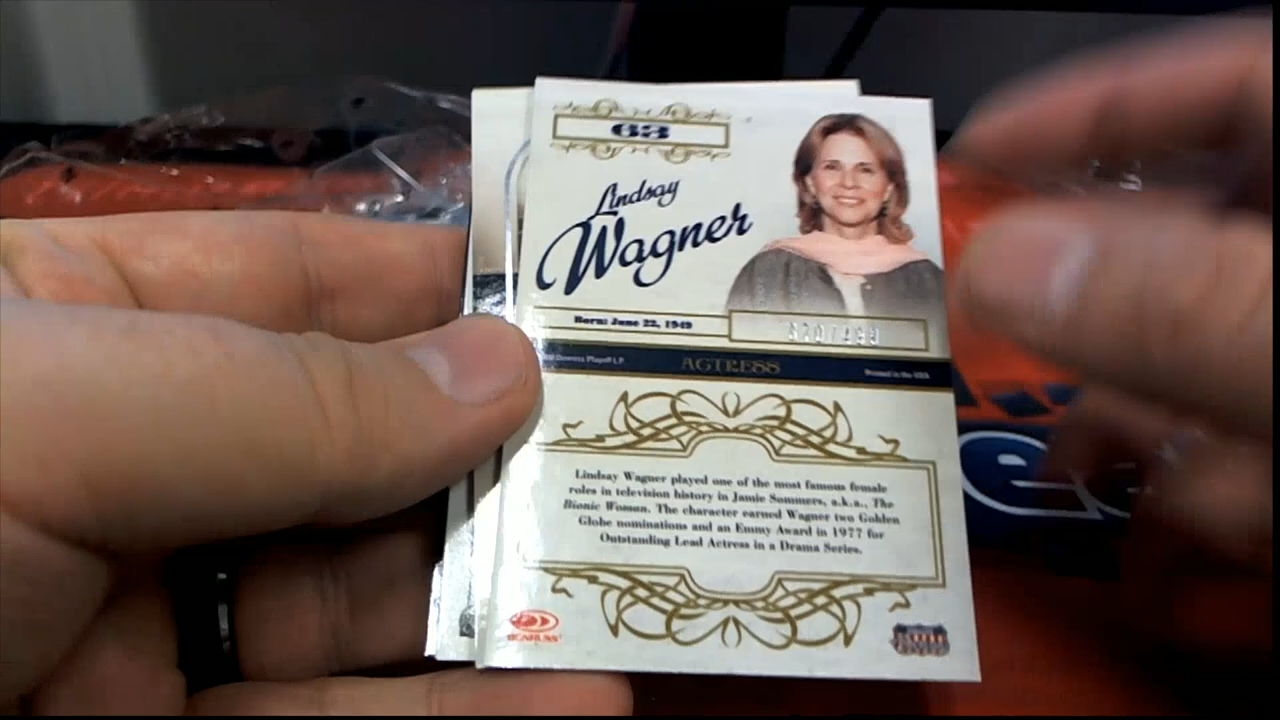 63
Lindsay
Wagner
Born: June 22, 1949
Donruss Playoff L.P.
ACTRESS
Printed in the USA
Lindsay Wagner played one of the most famous female
roles in television history in Jamie Sommers, a.k.a., The
Bionic Woman. The character earned Wagner two Golden
Globe nominations and an Emmy Award in 1977 for
Outstanding Lead Actress in a Drama Series.
DONRUSS